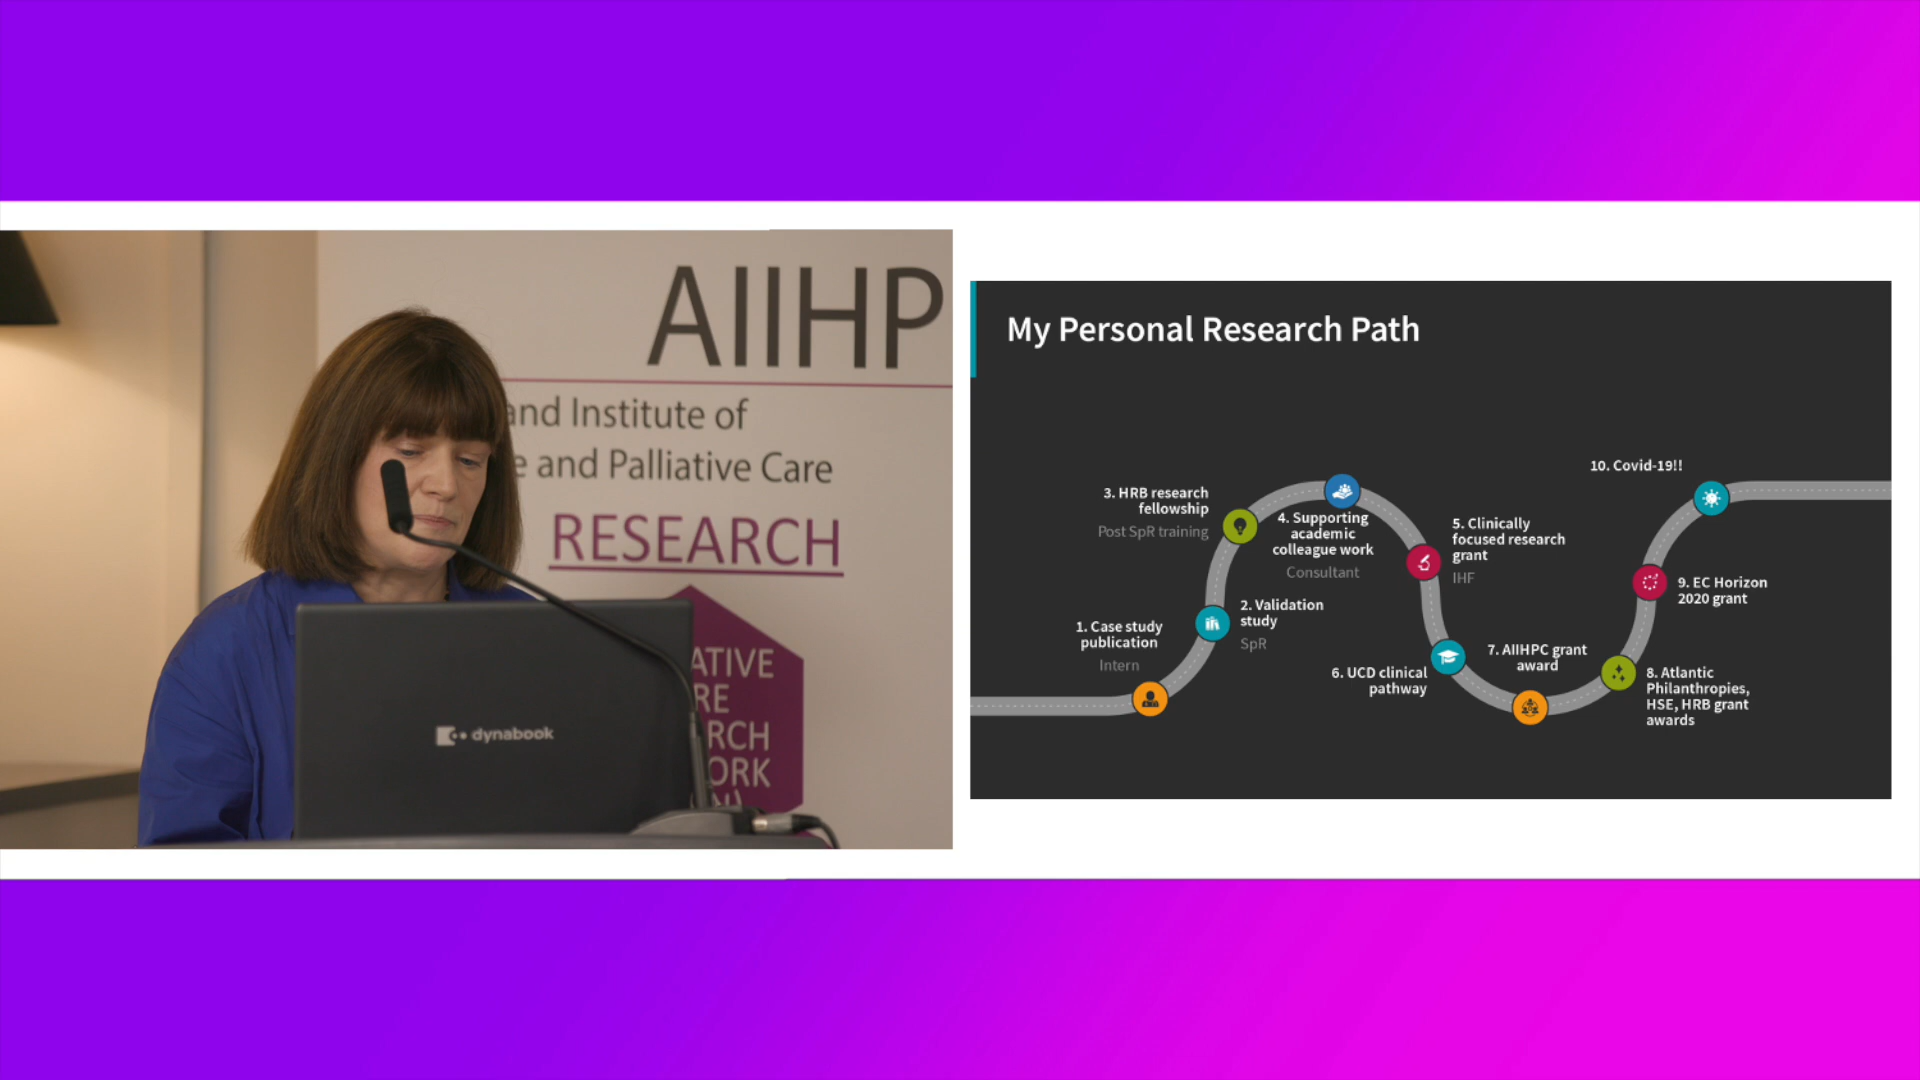 AIIHP
and Institute of
e and Palliative Care
RESEARCH
ATIVE
RE
RCH
ORK
dynabook
My Personal Research Path
1. Case study
publication
Intern
2. Validation
study
SpR
3. HRB research
fellowship
Post SpR training
4. Supporting
academic
colleague work
Consultant
5. Clinically
focused research
grant
IHF
6. UCD clinical
pathway
7. AIIHPC grant
award
8. Atlantic
Philanthropies,
HSE, HRB grant
awards
9. EC Horizon
2020 grant
10. Covid-19!!